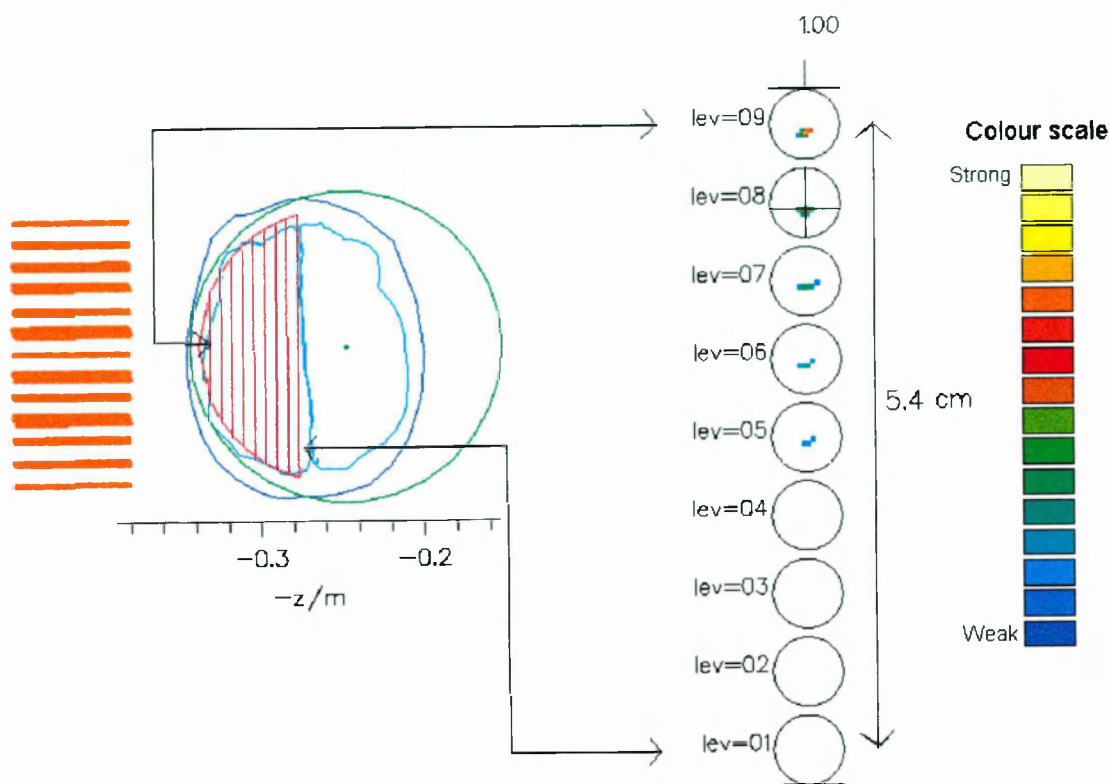 1.00
lev=09
Colour scale
Strong
lev=08
lev=07
lev=06
5.4 cm
lev=05
lev=04
-0.3
-0.2
-z/m
lev=03
Weak
lev=02
lev=01